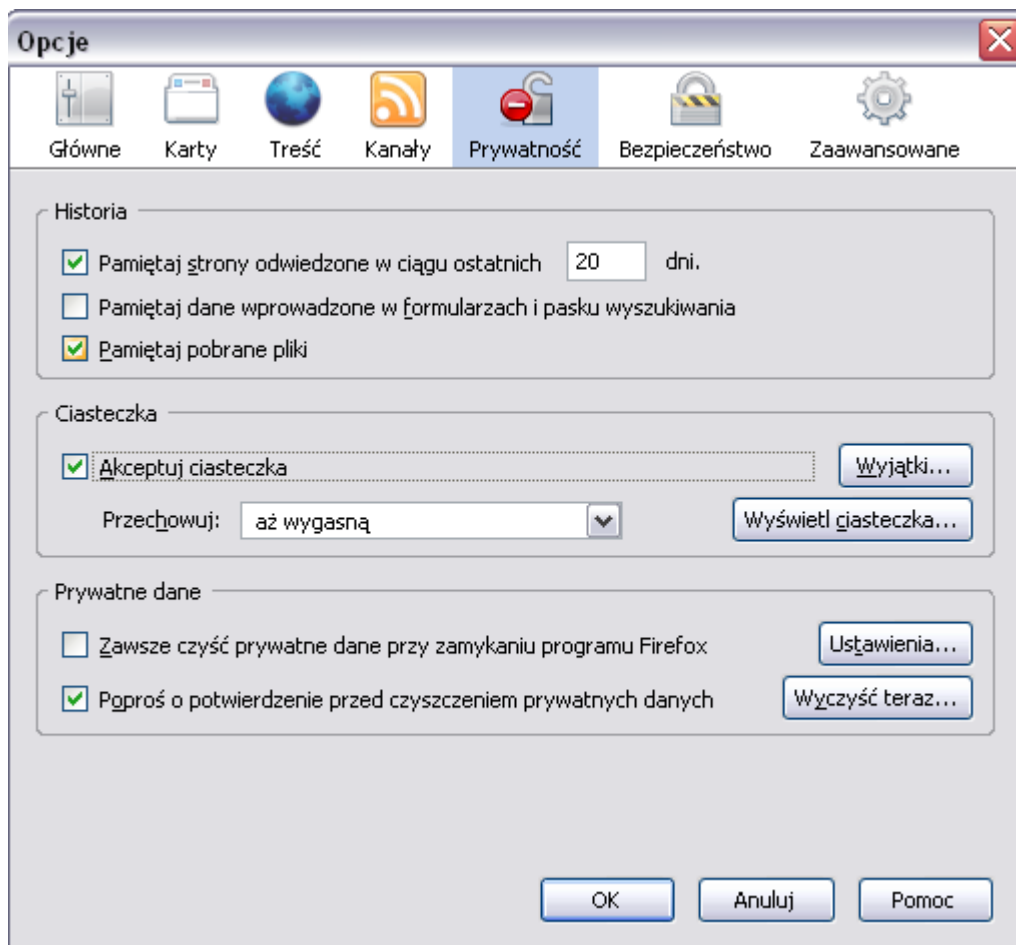 Opcje
Główne Karty Treść Kanały Prywatność Bezpieczeństwo Zaawansowane
Historia
Pamiętaj strony odwiedzone w ciągu ostatnich 20 dni.
Pamiętaj dane wprowadzone w formularzach i pasku wyszukiwania
Pamiętaj pobrane pliki
Ciasteczka
Akceptuj ciasteczka Wyjątki...
Przechowuj: aż wygasną Wyświetl ciasteczka...
Prywatne dane
Zawsze czyść prywatne dane przy zamykaniu programu Firefox Ustawienia...
Poproś o potwierdzenie przed czyszczeniem prywatnych danych Wyczyść teraz...
OK Anuluj Pomoc